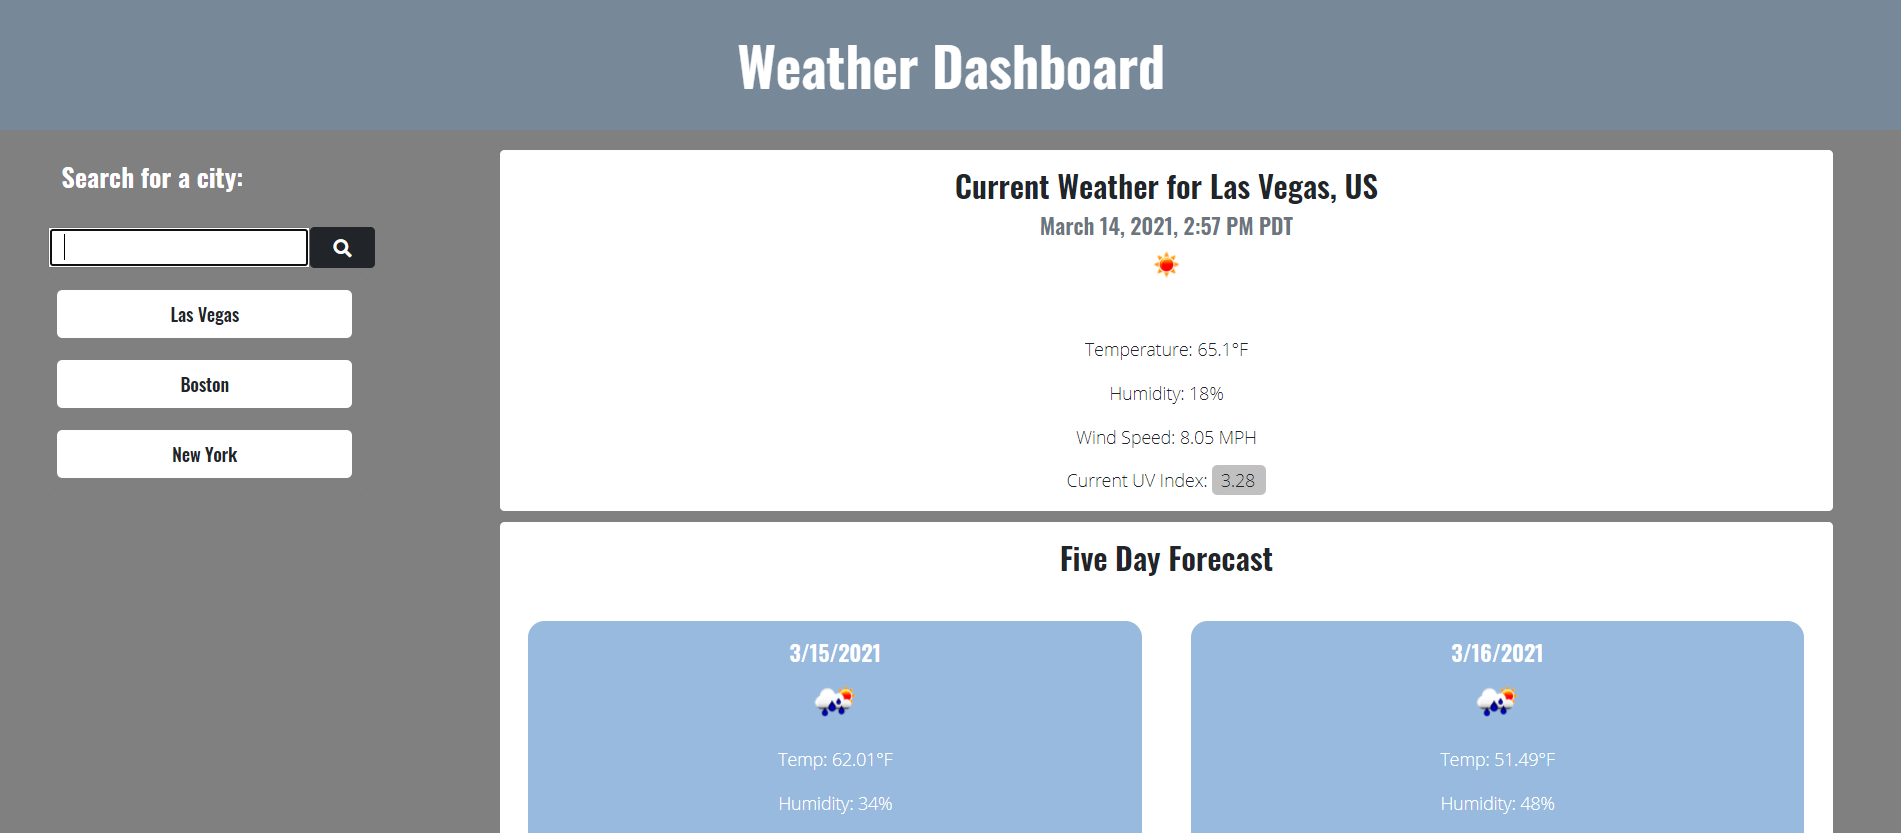 Weather Dashboard
Search for a city:
Las Vegas
Boston
New York
Current Weather for Las Vegas, US
March 14, 2021, 2:57 PM PDT
Temperature: 65.1°F
Humidity: 18%
Wind Speed: 8.05 MPH
Current UV Index: 3.28
Five Day Forecast
3/15/2021
Temp: 62.01°F
Humidity: 34%
3/16/2021
Temp: 51.49°F
Humidity: 48%